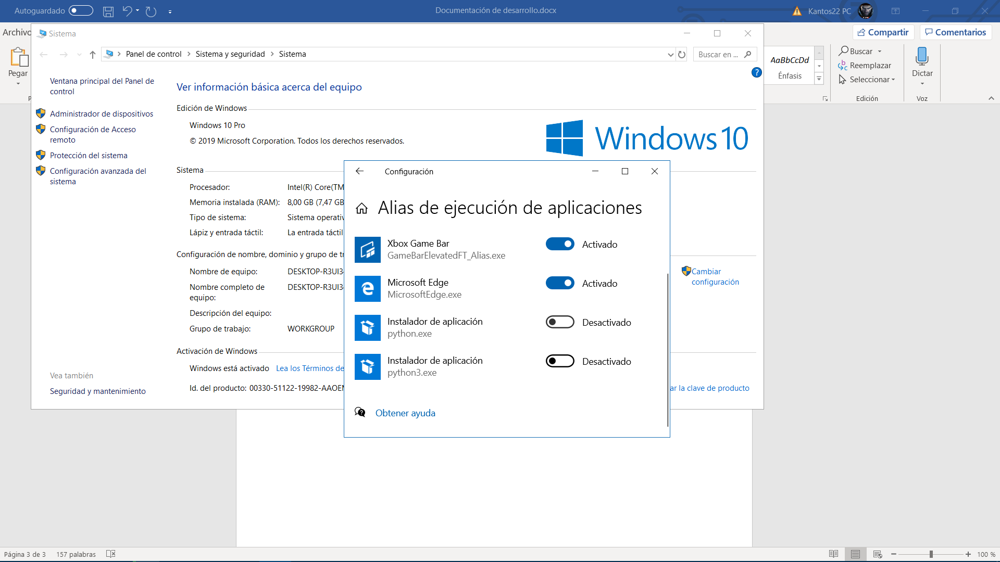 Autoguardado
Documentación de desarrollo.docx
Kantos22 PC
Archivo
Compartir
Comentarios
Pegar
AaBbCcDd
Énfasis
Buscar
Reemplazar
Seleccionar
Edición
Dictar
Voz
Sistema
Panel de control
Sistema y seguridad
Sistema
Buscar en ...
Ventana principal del Panel de
control
Administrador de dispositivos
Configuración de Acceso
remoto
Protección del sistema
Configuración avanzada del
sistema
Vea también
Seguridad y mantenimiento
Ver información básica acerca del equipo
Edición de Windows
Windows 10 Pro
© 2019 Microsoft Corporation. Todos los derechos reservados.
Windows 10
Sistema
Procesador: Intel(R) Core(TM
Memoria instalada (RAM): 8,00 GB (7,47 GB
Tipo de sistema: Sistema operativ
Lápiz y entrada táctil: La entrada táctil
Configuración de nombre, dominio y grupo de tr
Nombre de equipo: DESKTOP-R3UI3
Nombre completo de
equipo: DESKTOP-R3UI3
Descripción del equipo:
Grupo de trabajo: WORKGROUP
Cambiar
configuración
Activación de Windows
Windows está activado Lea los Términos de
Id. del producto: 00330-51122-19982-AAOEM
ar la clave de producto
Configuración
Alias de ejecución de aplicaciones
Xbox Game Bar
GameBarElevatedFT_Alias.exe
Activado
Microsoft Edge
MicrosoftEdge.exe
Activado
Instalador de aplicación
python.exe
Desactivado
Instalador de aplicación
python3.exe
Desactivado
Obtener ayuda
Página 3 de 3
157 palabras
100 %